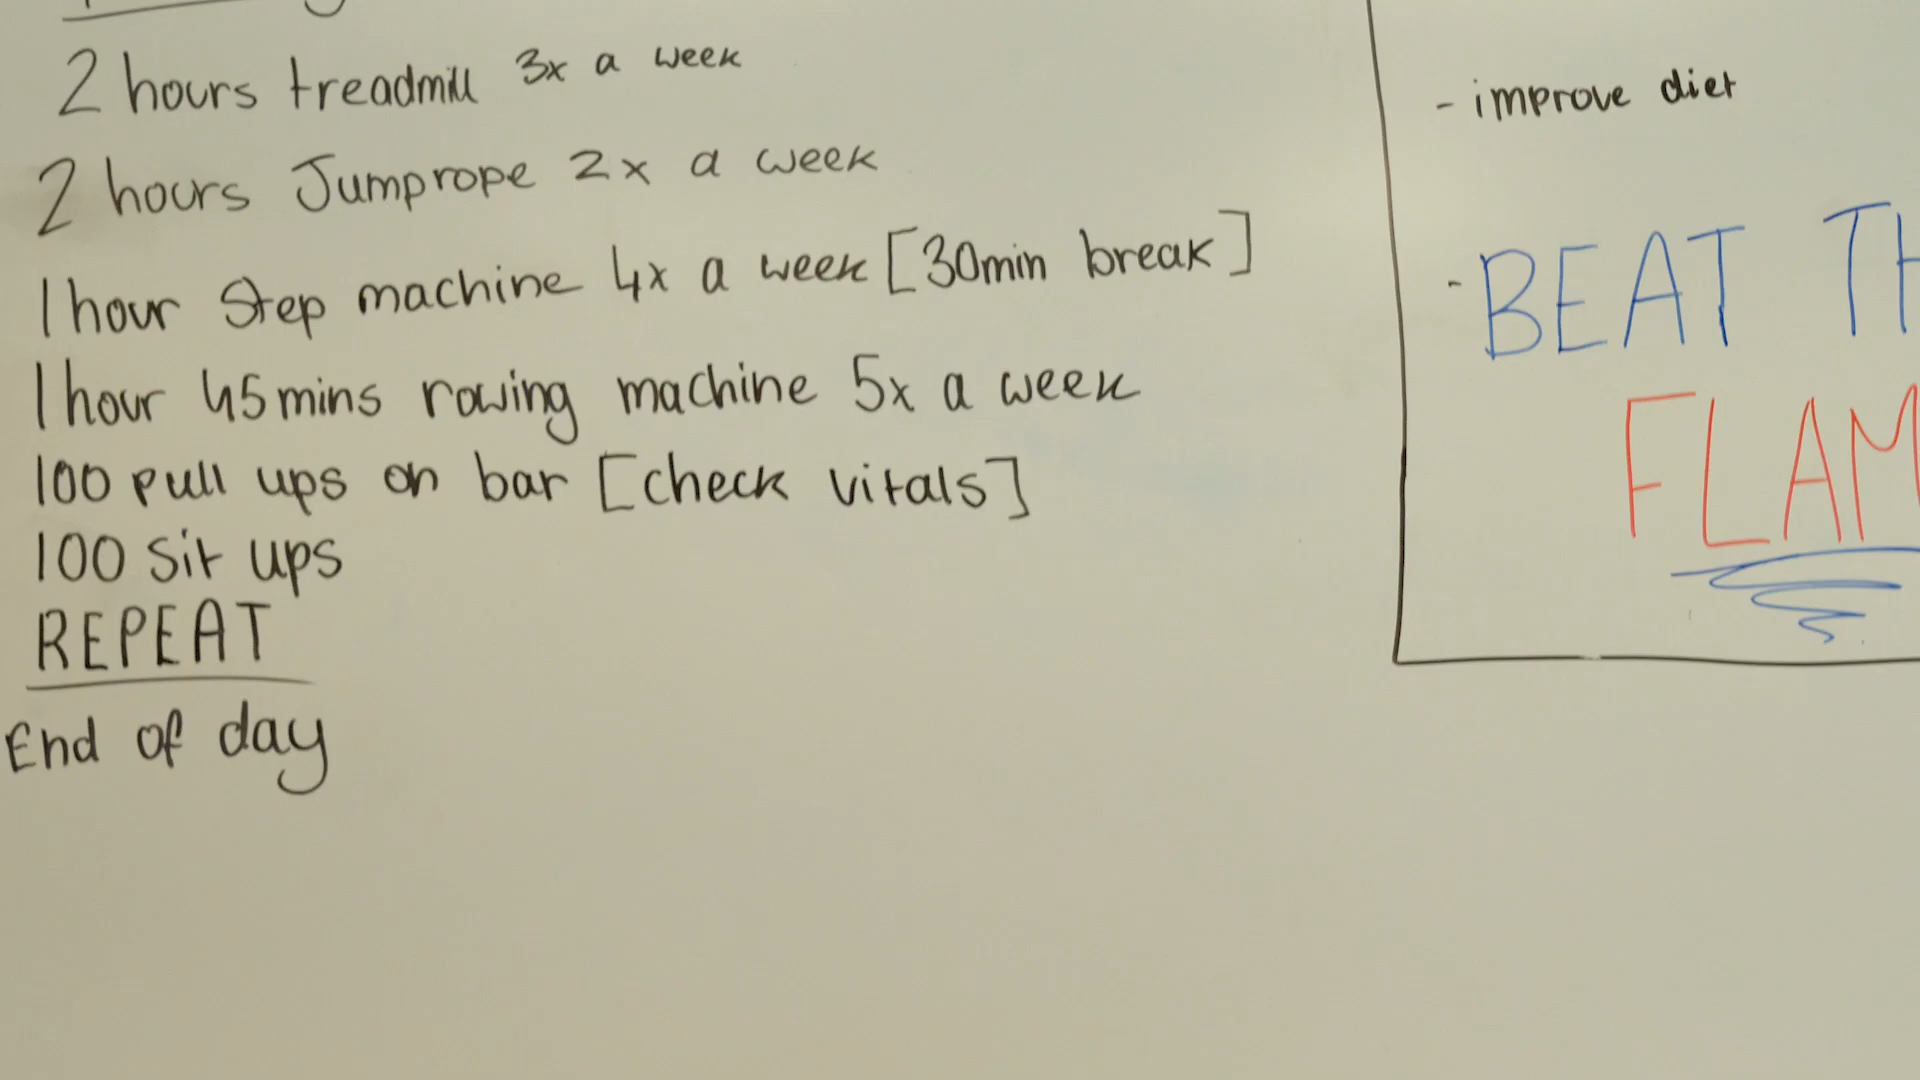 2 hours treadmill 3x a week
2 hours Jumprope 2x a week
1 hour Step machine 4x a week [30min break]
1 hour 45mins rowing machine 5x a week
100 pull ups on bar [check vitals]
100 Sit ups
REPEAT
End of day
- improve diet
- BEAT TH
FLAM